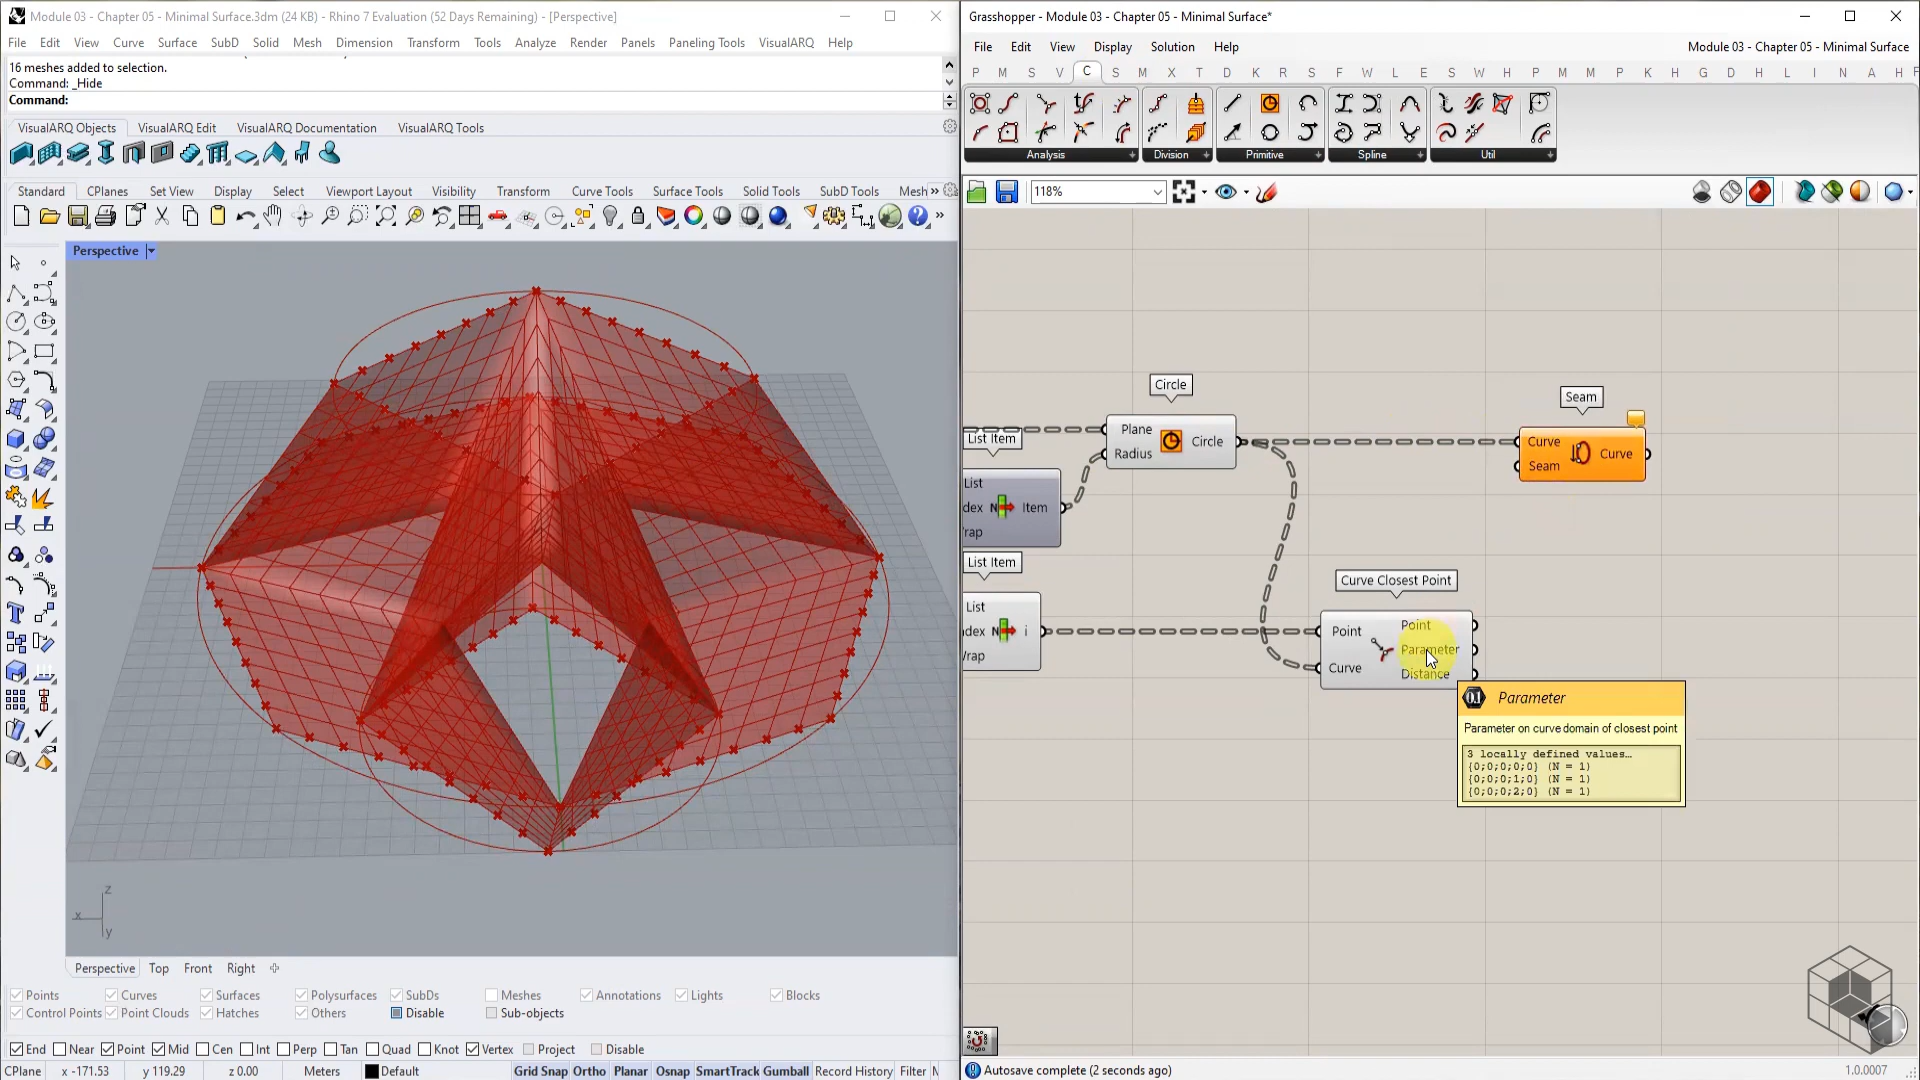 Module 03 - Chapter 05 - Minimal Surface.3dm (24 KB) - Rhino 7 Evaluation (52 Days Remaining) - [Perspective]
File Edit View Curve Surface SubD Solid Mesh Dimension Transform Tools Analyze Render Panels Paneling Tools VisualARQ Help
16 meshes added to selection.
Command: _Hide
Command:
VisualARQ Objects VisualARQ Edit VisualARQ Documentation VisualARQ Tools
Standard CPlanes Set View Display Select Viewport Layout Visibility Transform Curve Tools Surface Tools Solid Tools SubD Tools Mesh »
Perspective
z
x
y
Perspective Top Front Right
Points Curves Surfaces Polysurfaces SubDs Meshes Annotations Lights Blocks
Control Points Point Clouds Hatches Others Disable Sub-objects
End Near Point Mid Cen Int Perp Tan Quad Knot Vertex Project Disable
CPlane x -171.53 y 119.29 z 0.00 Meters Default Grid Snap Ortho Planar Osnap SmartTrack Gumball Record History Filter
Grasshopper - Module 03 - Chapter 05 - Minimal Surface*
File Edit View Display Solution Help
Module 03 - Chapter 05 - Minimal Surface
P M S V C S M X T D K R S F W L E S W H P M M P K H G D H L I N A H F
Analysis Division Primitive Spline Util
118%
Circle
Plane
Radius
Circle
Seam
Curve
Seam
Curve
List Item
List
dex
rap
Item
List Item
List
dex
rap
i
Curve Closest Point
Point
Curve
Point
Parameter
Distance
0.1 Parameter
Parameter on curve domain of closest point
3 locally defined values...
{0;0;0;0;0} (N = 1)
{0;0;0;1;0} (N = 1)
{0;0;0;2;0} (N = 1)
Autosave complete (2 seconds ago)
1.0.0007